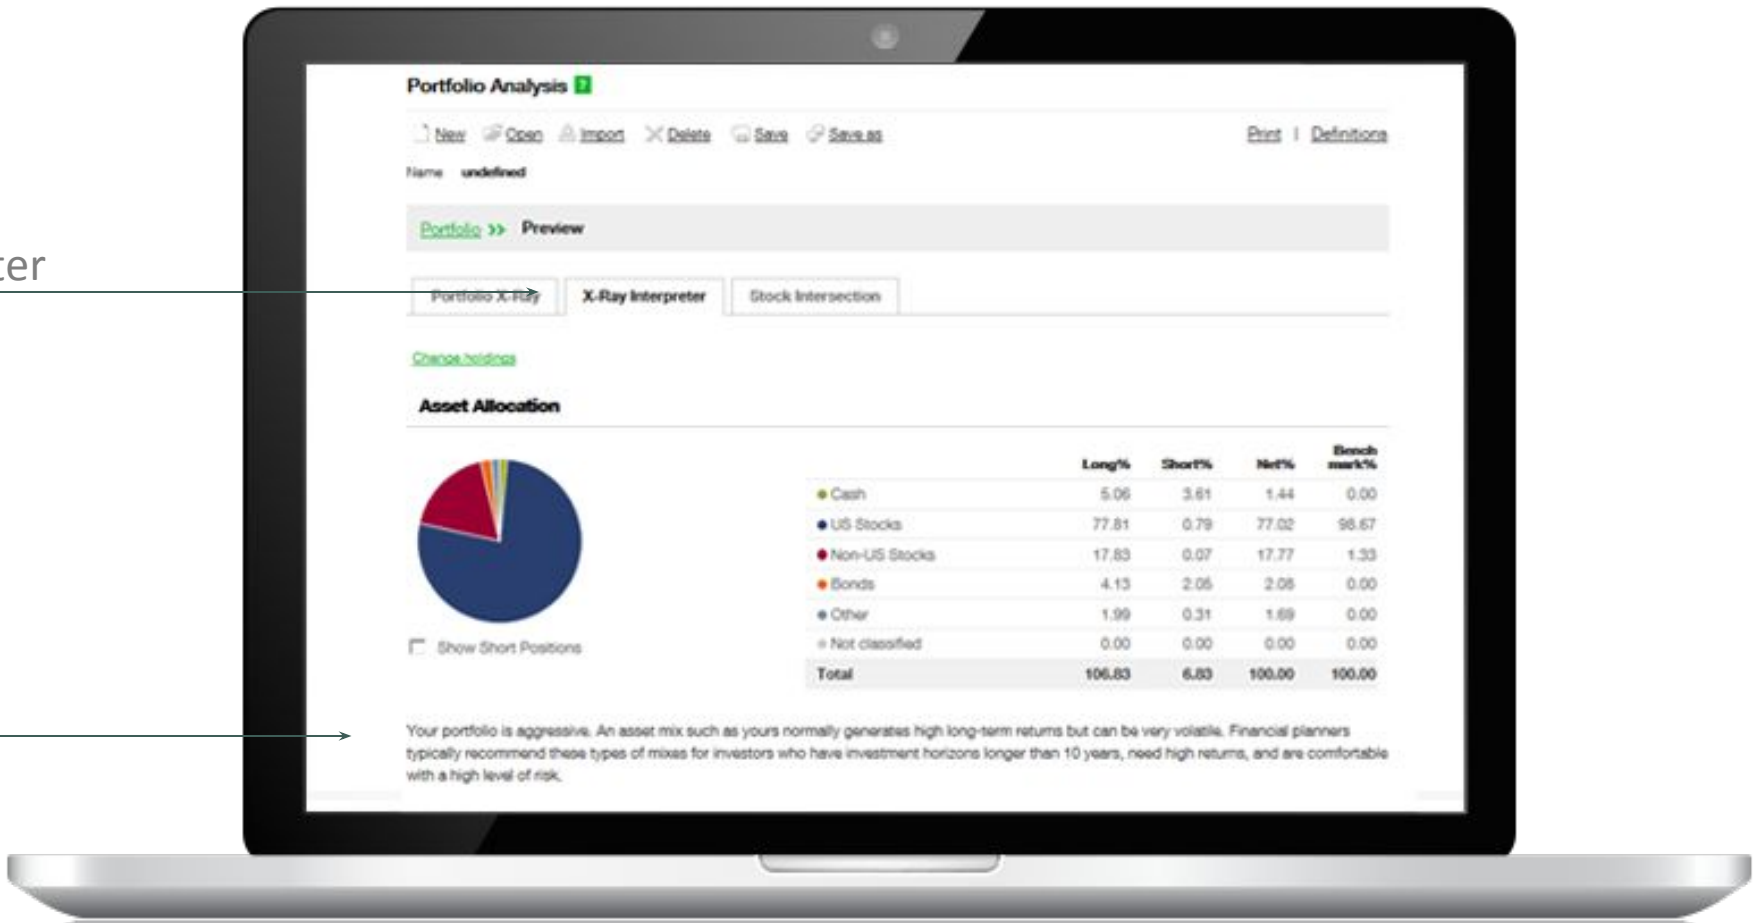 Portfolio Analysis ?
New Open Import Delete Save Save as Print | Definitions
Name undefined
Portfolio >> Preview
ter
Portfolio X-Ray X-Ray Interpreter Stock Intersection
Change holdings
Asset Allocation
Long% Short% Net% Bench mark%
Cash 5.06 3.61 1.44 0.00
US Stocks 77.81 0.79 77.02 98.67
Non-US Stocks 17.83 0.07 17.77 1.33
Bonds 4.13 2.05 2.08 0.00
Other 1.99 0.31 1.69 0.00
Not classified 0.00 0.00 0.00 0.00
Total 106.83 6.83 100.00 100.00
Show Short Positions
Your portfolio is aggressive. An asset mix such as yours normally generates high long-term returns but can be very volatile. Financial planners
typically recommend these types of mixes for investors who have investment horizons longer than 10 years, need high returns, and are comfortable
with a high level of risk.